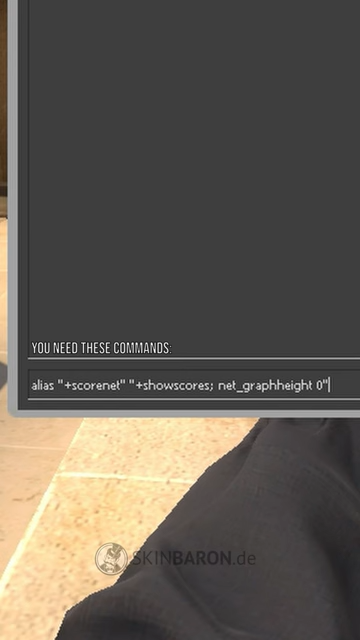 YOU NEED THESE COMMANDS:
alias "+scorenet" "+showscores; net_graphheight 0"
SKINBARON.de